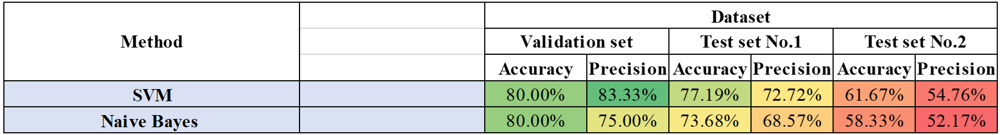 Dataset
Method Validation set Test set No.1 Test set No.2
Accuracy Precision Accuracy Precision Accuracy Precision
SVM 80.00% 83.33% 77.19% 72.72% 61.67% 54.76%
Naive Bayes 80.00% 75.00% 73.68% 68.57% 58.33% 52.17%